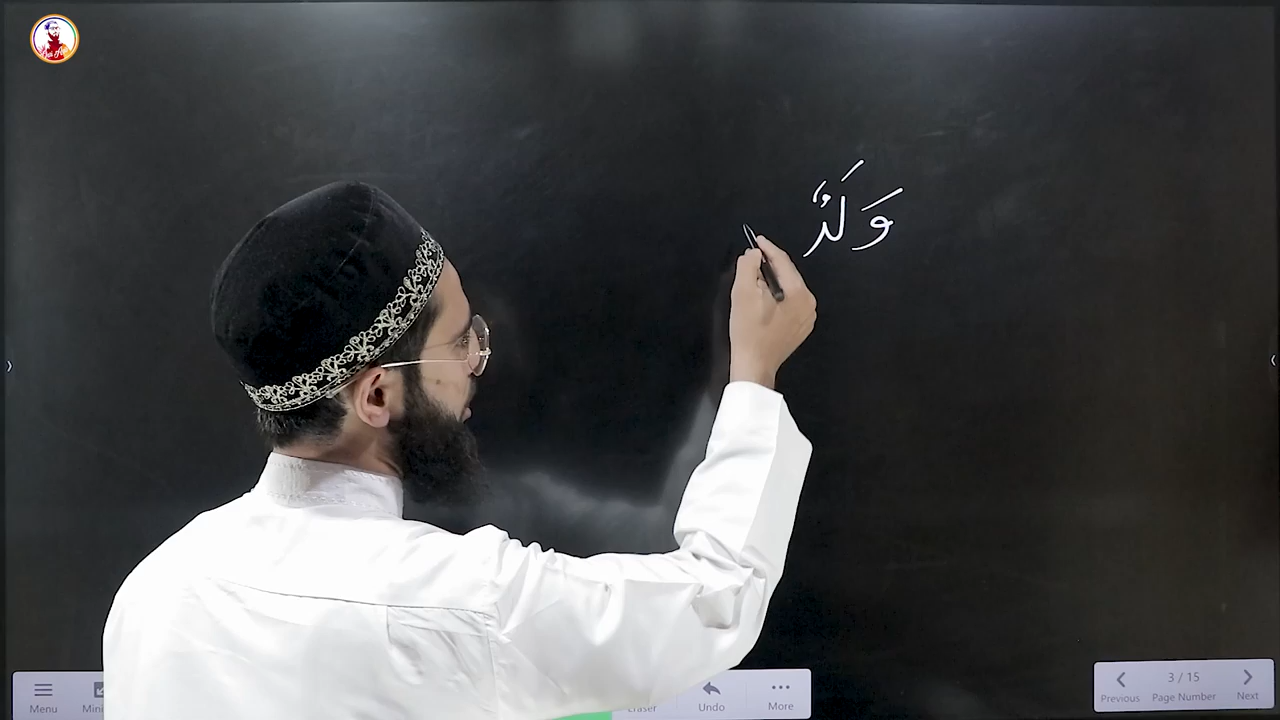 وَلَدٌ
Menu
Undo
More
Previous
3 / 15
Page Number
Next